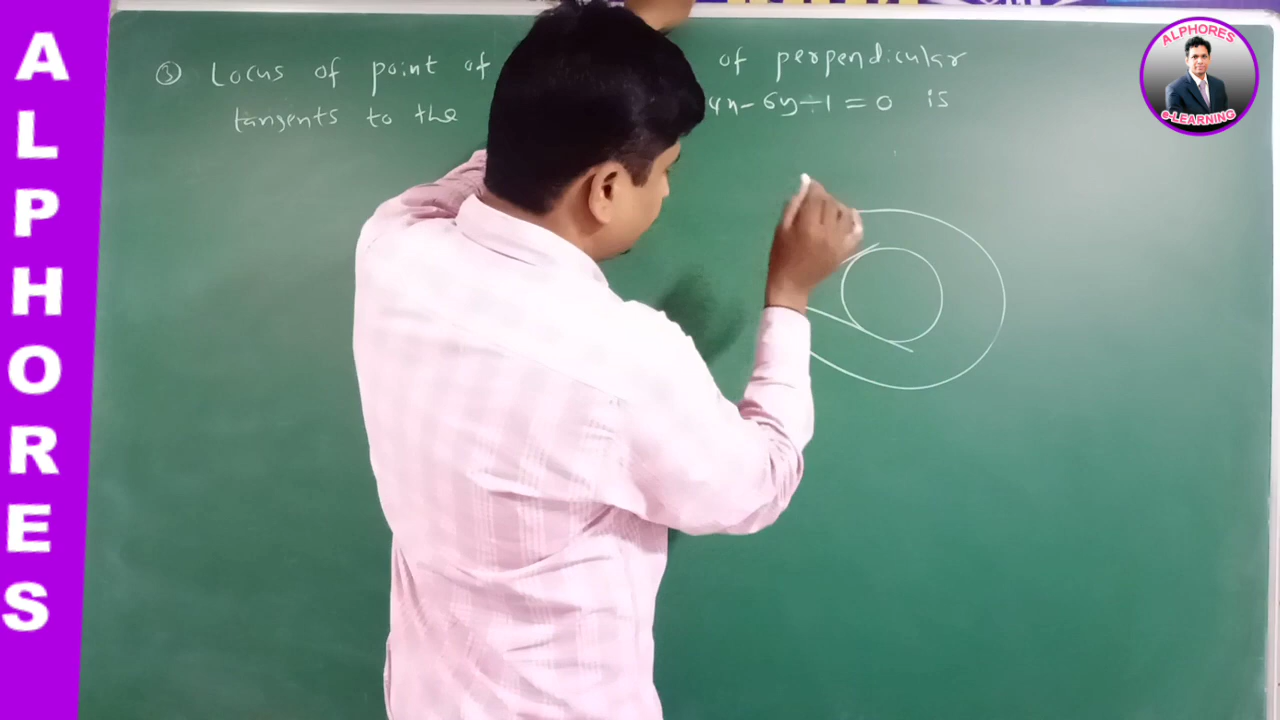 ALPHORES
③ Locus of point of of perpendicular
tangents to the 4x - 6y - 1 = 0 is
ALPHORES
e-LEARNING